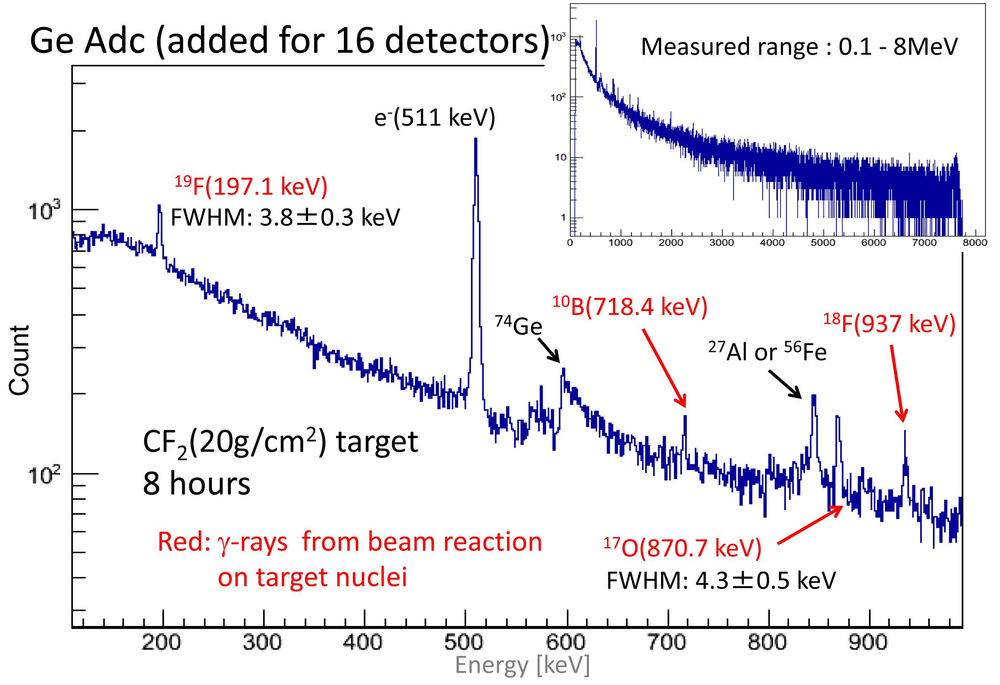 Ge Adc (added for 16 detectors)
Measured range : 0.1 - 8MeV
10³
10²
10
1
0 1000 2000 3000 4000 5000 6000 7000 8000
e⁻(511 keV)
¹⁹F(197.1 keV)
FWHM: 3.8±0.3 keV
10³
¹⁰B(718.4 keV)
⁷⁴Ge
¹⁸F(937 keV)
²⁷Al or ⁵⁶Fe
Count
CF₂(20g/cm²) target
8 hours
10²
Red: γ-rays from beam reaction
on target nuclei
¹⁷O(870.7 keV)
FWHM: 4.3±0.5 keV
200 300 400 500 600 700 800 900
Energy [keV]